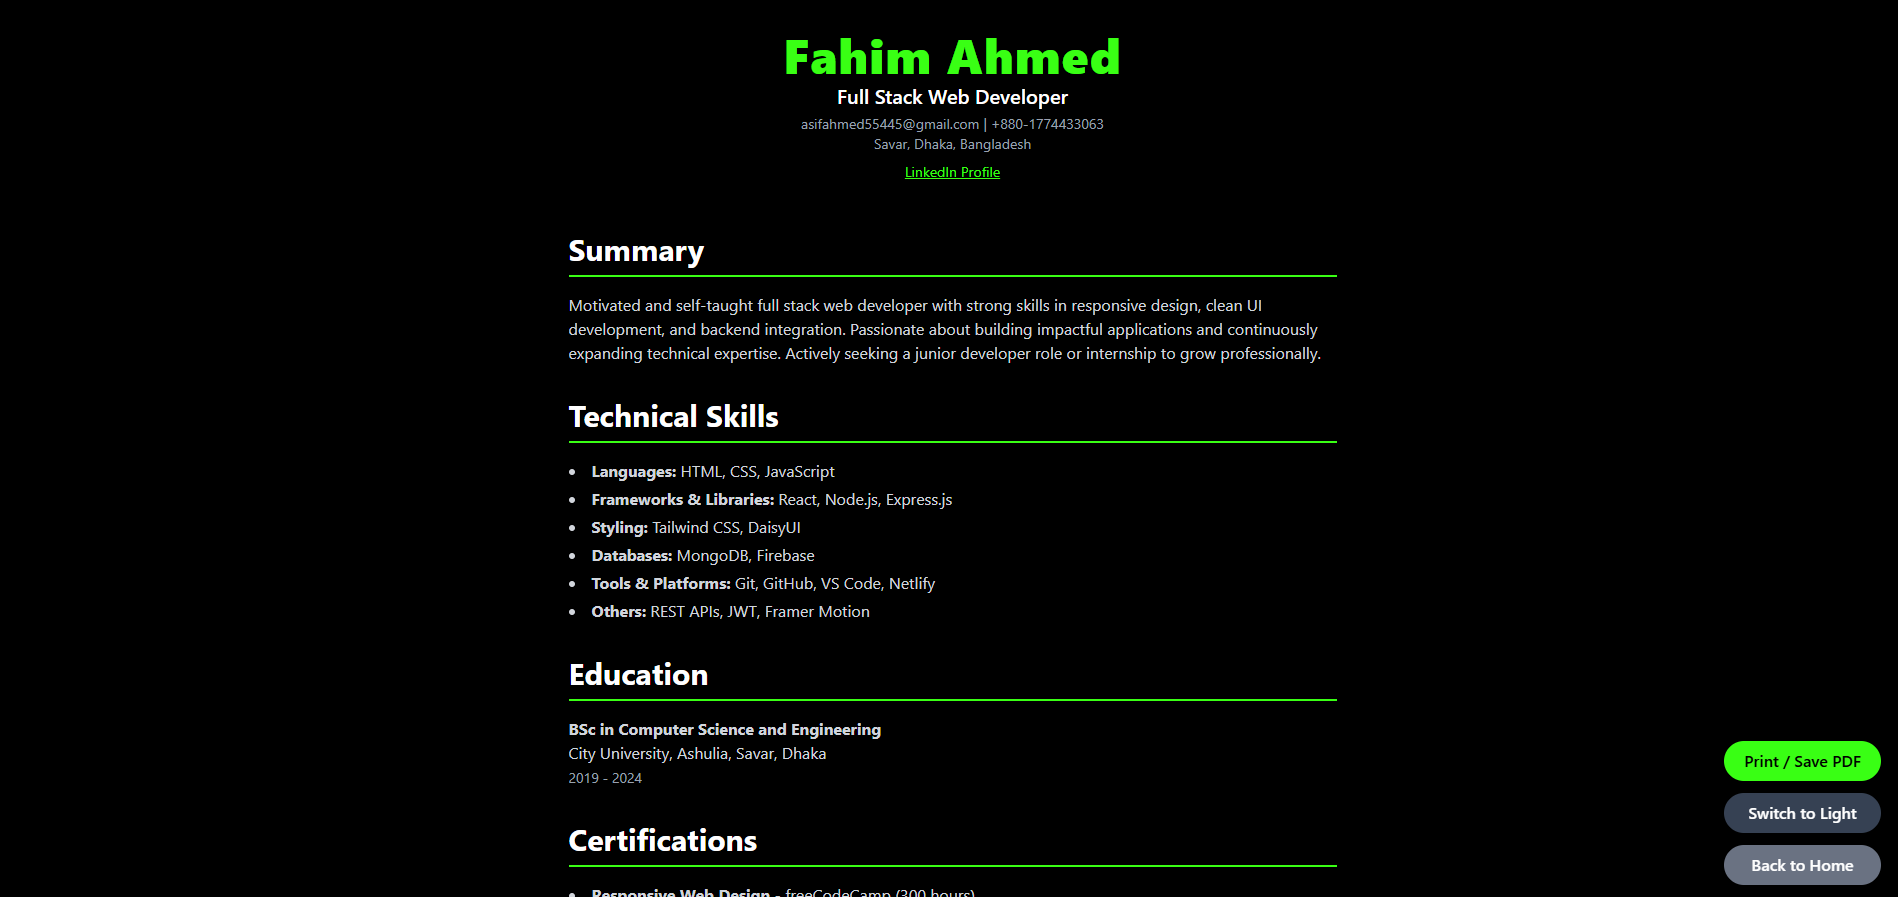 Fahim Ahmed
Full Stack Web Developer
asifahmed55445@gmail.com | +880-1774433063
Savar, Dhaka, Bangladesh
LinkedIn Profile
Summary
Motivated and self-taught full stack web developer with strong skills in responsive design, clean UI
development, and backend integration. Passionate about building impactful applications and continuously
expanding technical expertise. Actively seeking a junior developer role or internship to grow professionally.
Technical Skills
• Languages: HTML, CSS, JavaScript
• Frameworks & Libraries: React, Node.js, Express.js
• Styling: Tailwind CSS, DaisyUI
• Databases: MongoDB, Firebase
• Tools & Platforms: Git, GitHub, VS Code, Netlify
• Others: REST APIs, JWT, Framer Motion
Education
BSc in Computer Science and Engineering
City University, Ashulia, Savar, Dhaka
2019 - 2024
Certifications
• Responsive Web Design - freeCodeCamp (300 hours)
Print / Save PDF
Switch to Light
Back to Home